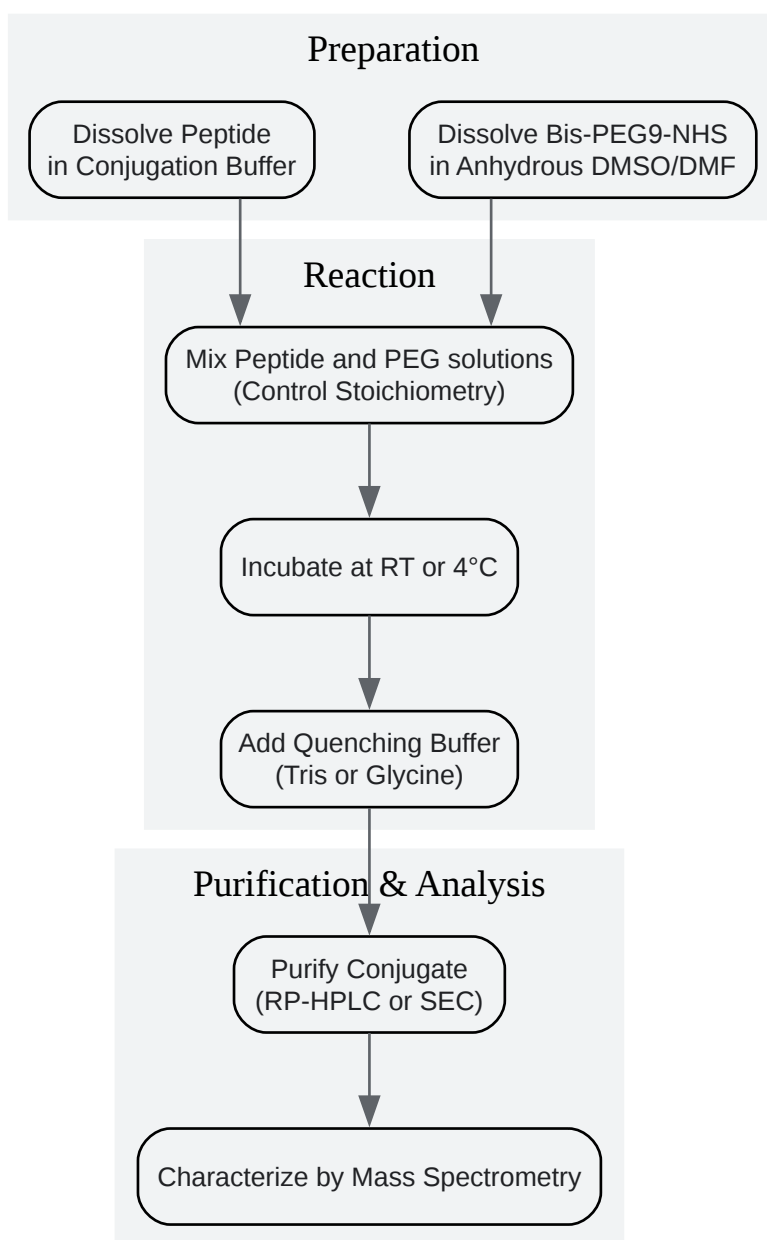 Preparation
Dissolve Peptide
in Conjugation Buffer
Dissolve Bis-PEG9-NHS
in Anhydrous DMSO/DMF
Reaction
Mix Peptide and PEG solutions
(Control Stoichiometry)
Incubate at RT or 4°C
Add Quenching Buffer
(Tris or Glycine)
Purification & Analysis
Purify Conjugate
(RP-HPLC or SEC)
Characterize by Mass Spectrometry